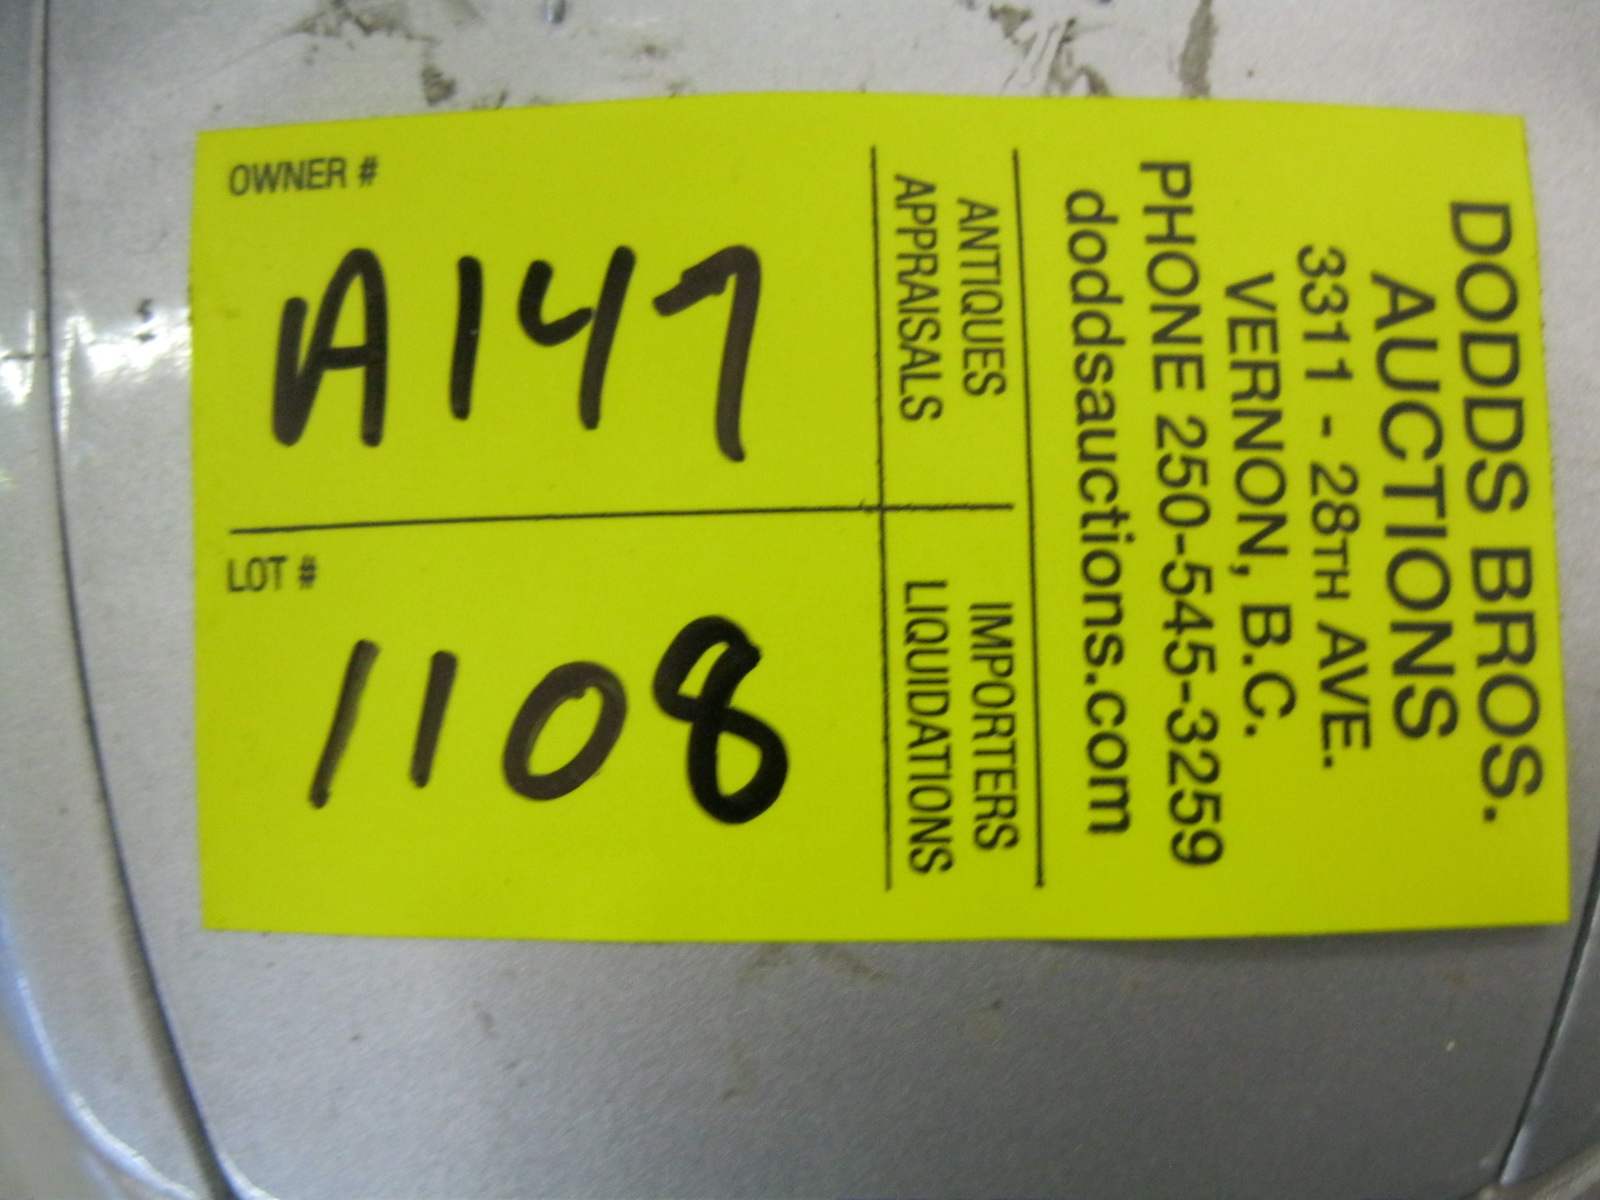 DODDS BROS.
AUCTIONS
3311 - 28TH AVE.
VERNON, B.C.
PHONE 250-545-3259
doddsauctions.com
ANTIQUES
APPRAISALS
IMPORTERS
LIQUIDATIONS
OWNER #
A147
LOT #
1108